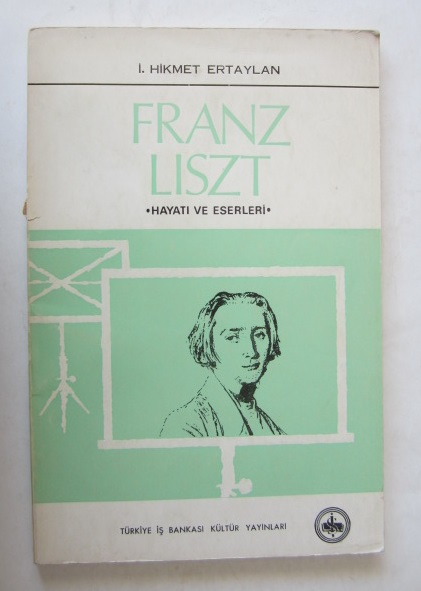 İ. HİKMET ERTAYLAN
FRANZ
LISZT
•HAYATI VE ESERLERİ•
TÜRKİYE İŞ BANKASI KÜLTÜR YAYINLARI